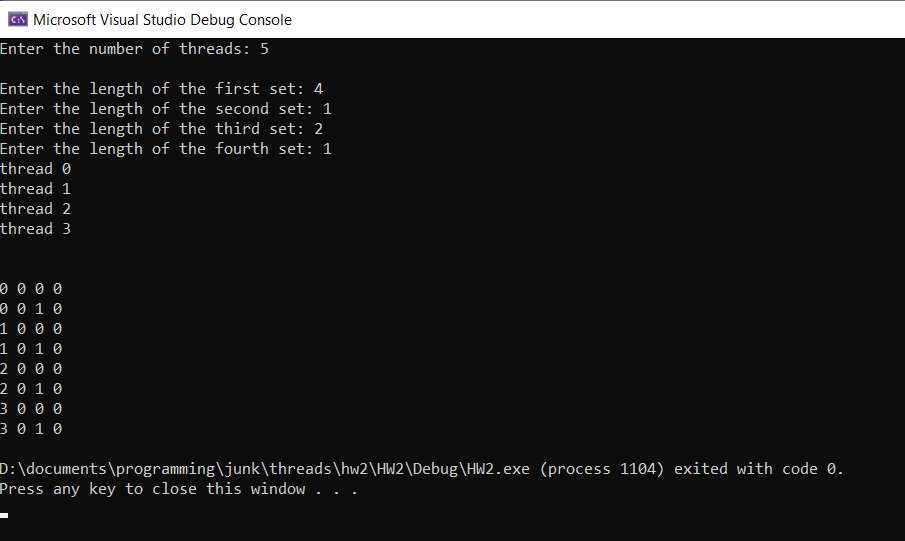 C:\ Microsoft Visual Studio Debug Console
Enter the number of threads: 5
Enter the length of the first set: 4
Enter the length of the second set: 1
Enter the length of the third set: 2
Enter the length of the fourth set: 1
thread 0
thread 1
thread 2
thread 3
0 0 0 0
0 0 1 0
1 0 0 0
1 0 1 0
2 0 0 0
2 0 1 0
3 0 0 0
3 0 1 0
D:\documents\programming\junk\threads\hw2\HW2\Debug\HW2.exe (process 1104) exited with code 0.
Press any key to close this window . . .